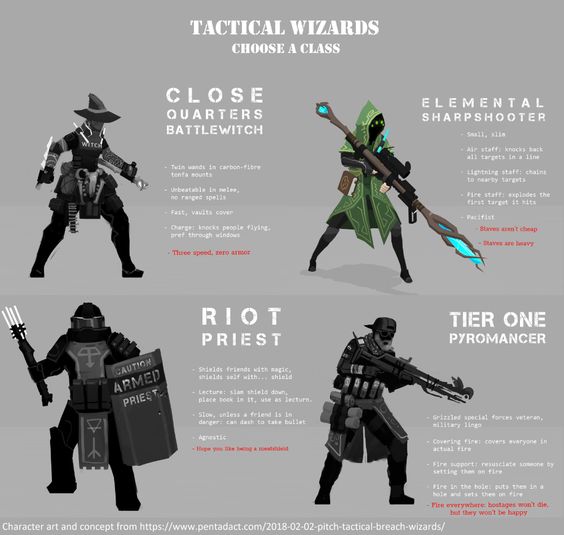 TACTICAL WIZARDS
CHOOSE A CLASS
CLOSE
QUARTERS
BATTLEWITCH
WITCH
- Twin wands in carbon-fibre
tonfa mounts
- Unbeatable in melee,
no ranged spells
- Fast, vaults cover
- Charge: knocks people flying,
pref through windows
- Three speed, zero armor
ELEMENTAL
SHARPSHOOTER
- Small, slim
- Air staff: knocks back
all targets in a line
- Lightning staff: chains
to nearby targets
- Fire staff: explodes the
first target it hits
- Pacifist
- Staves aren't cheap
- Staves are heavy
RIOT
PRIEST
CAUTION
ARMED
PRIEST
- Shields friends with magic,
shields self with... shield
- Lecture: slam shield down,
place book in it, use as lecturn.
- Slow, unless a friend is in
danger: can dash to take bullet
- Agnostic
- Hope you like being a meatshield
TIER ONE
PYROMANCER
- Grizzled special forces veteran,
military lingo
- Covering fire: covers everyone in
actual fire
- Fire support: resusciate someone by
setting them on fire
- Fire in the hole: puts them in a
hole and sets them on fire
- Fire everywhere: hostages won't die,
but they won't be happy
Character art and concept from https://www.pentadact.com/2018-02-02-pitch-tactical-breach-wizards/